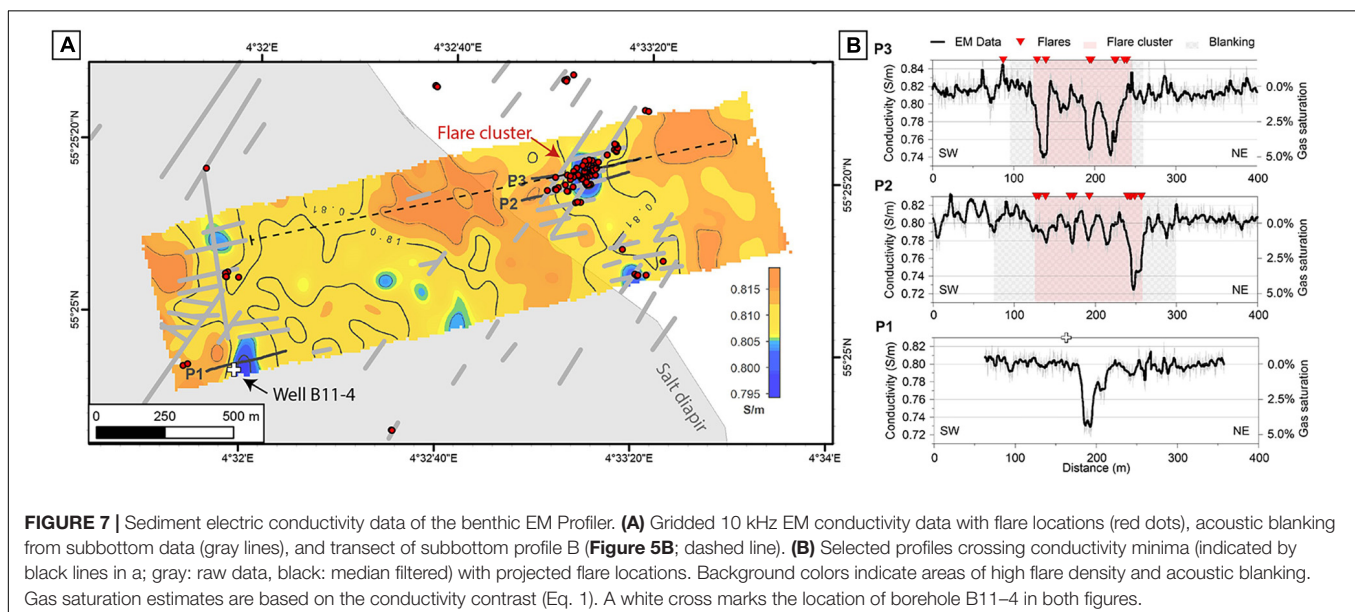 A
4°32'E
4°32'40"E
4°33'20"E
55°25'20"N
55°25'N
Flare cluster
P3
P2
0.81
0.81
P1
Well B11-4
Salt diapir
0.815
0.810
0.805
0.800
0.795
S/m
0 250 500 m
55°25'20"N
55°25'N
4°32'E
4°32'40"E
4°33'20"E
4°34'E
B
EM Data Flares Flare cluster Blanking
P3
Conductivity (S/m)
0.84
0.82
0.80
0.78
0.76
0.74
0.0%
2.5%
5.0%
Gas saturation
SW NE
0 100 200 300 400
P2
Conductivity (S/m)
0.82
0.80
0.78
0.76
0.74
0.72
0.0%
2.5%
5.0%
Gas saturation
SW NE
0 100 200 300 400
P1
Conductivity (S/m)
0.82
0.80
0.78
0.76
0.74
0.72
0.0%
2.5%
5.0%
Gas saturation
SW NE
0 100 200 300 400
Distance (m)
FIGURE 7 | Sediment electric conductivity data of the benthic EM Profiler. (A) Gridded 10 kHz EM conductivity data with flare locations (red dots), acoustic blanking
from subbottom data (gray lines), and transect of subbottom profile B (Figure 5B; dashed line). (B) Selected profiles crossing conductivity minima (indicated by
black lines in a; gray: raw data, black: median filtered) with projected flare locations. Background colors indicate areas of high flare density and acoustic blanking.
Gas saturation estimates are based on the conductivity contrast (Eq. 1). A white cross marks the location of borehole B11–4 in both figures.